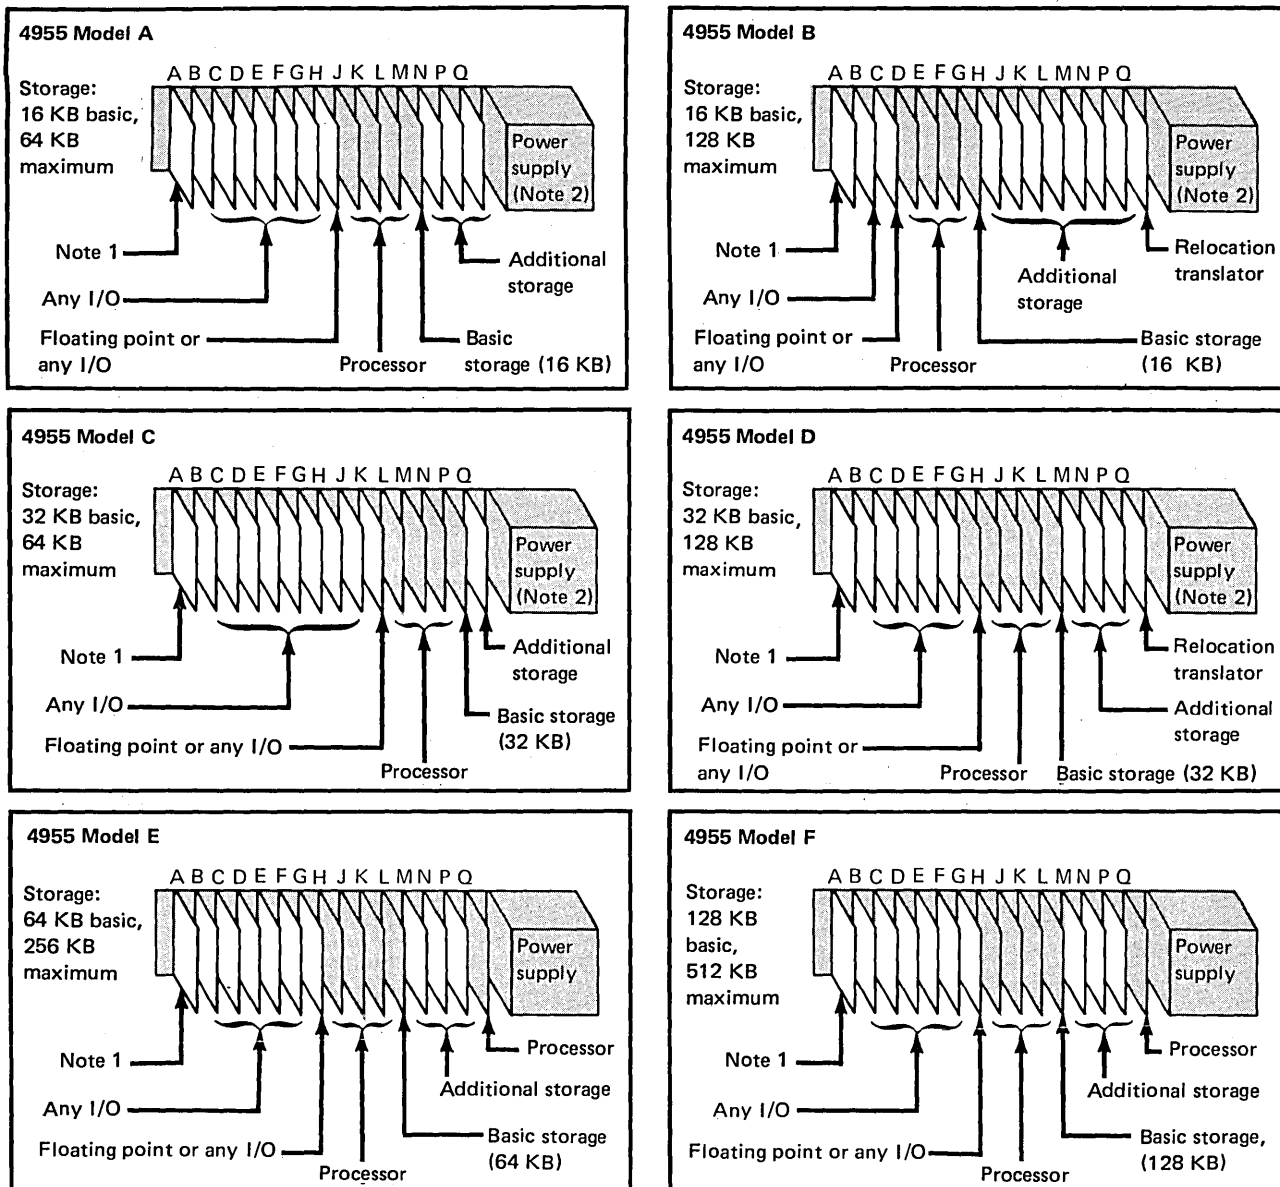 4955 Model A
A B C D E F G H J K L M N P Q
Storage:
16 KB basic,
64 KB
maximum
Power
supply
(Note 2)
Note 1
Additional
storage
Any I/O
Floating point or
any I/O
Processor
Basic
storage (16 KB)
4955 Model B
A B C D E F G H J K L M N P Q
Storage:
16 KB basic,
128 KB
maximum
Power
supply
(Note 2)
Note 1
Relocation
translator
Additional
storage
Any I/O
Floating point or
any I/O
Processor
Basic storage
(16 KB)
4955 Model C
A B C D E F G H J K L M N P Q
Storage:
32 KB basic,
64 KB
maximum
Power
supply
(Note 2)
Note 1
Additional
storage
Any I/O
Basic storage
(32 KB)
Floating point or any I/O
Processor
4955 Model D
A B C D E F G H J K L M N P Q
Storage:
32 KB basic,
128 KB
maximum
Power
supply
(Note 2)
Note 1
Relocation
translator
Any I/O
Additional
storage
Floating point or
any I/O
Processor
Basic storage (32 KB)
4955 Model E
A B C D E F G H J K L M N P Q
Storage:
64 KB basic,
256 KB
maximum
Power
supply
Note 1
Processor
Additional storage
Any I/O
Floating point or any I/O
Basic storage
(64 KB)
Processor
4955 Model F
A B C D E F G H J K L M N P Q
Storage:
128 KB
basic,
512 KB
maximum
Power
supply
Note 1
Processor
Additional storage
Any I/O
Floating point or any I/O
Basic storage,
(128 KB)
Processor